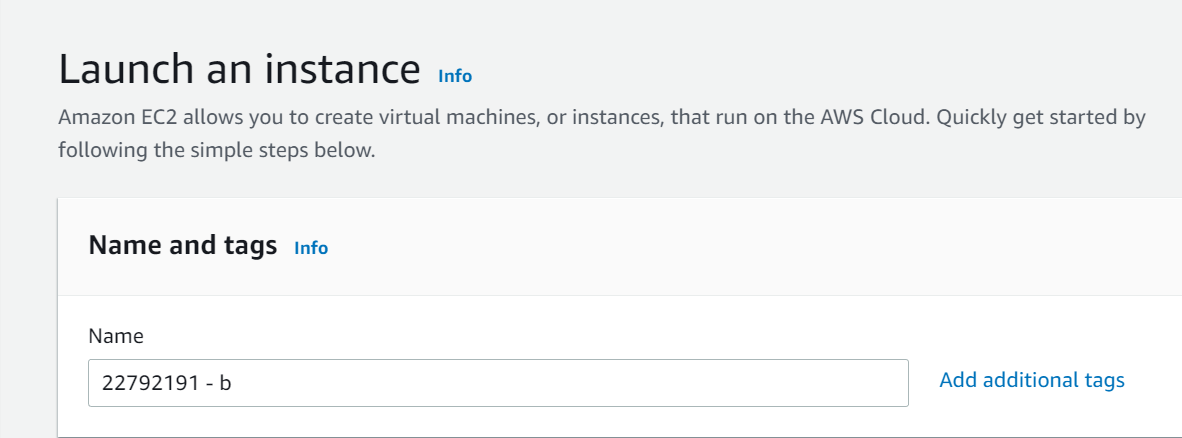 Launch an instance Info
Amazon EC2 allows you to create virtual machines, or instances, that run on the AWS Cloud. Quickly get started by
following the simple steps below.
Name and tags Info
Name
22792191 - b
Add additional tags